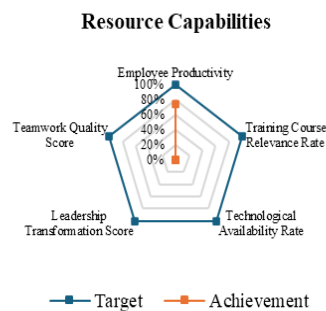 Resource Capabilities
Employee Productivity
100%
80%
60%
40%
20%
0%
Training Course
Relevance Rate
Technological
Availability Rate
Leadership
Transformation Score
Teamwork Quality
Score
Target
Achievement